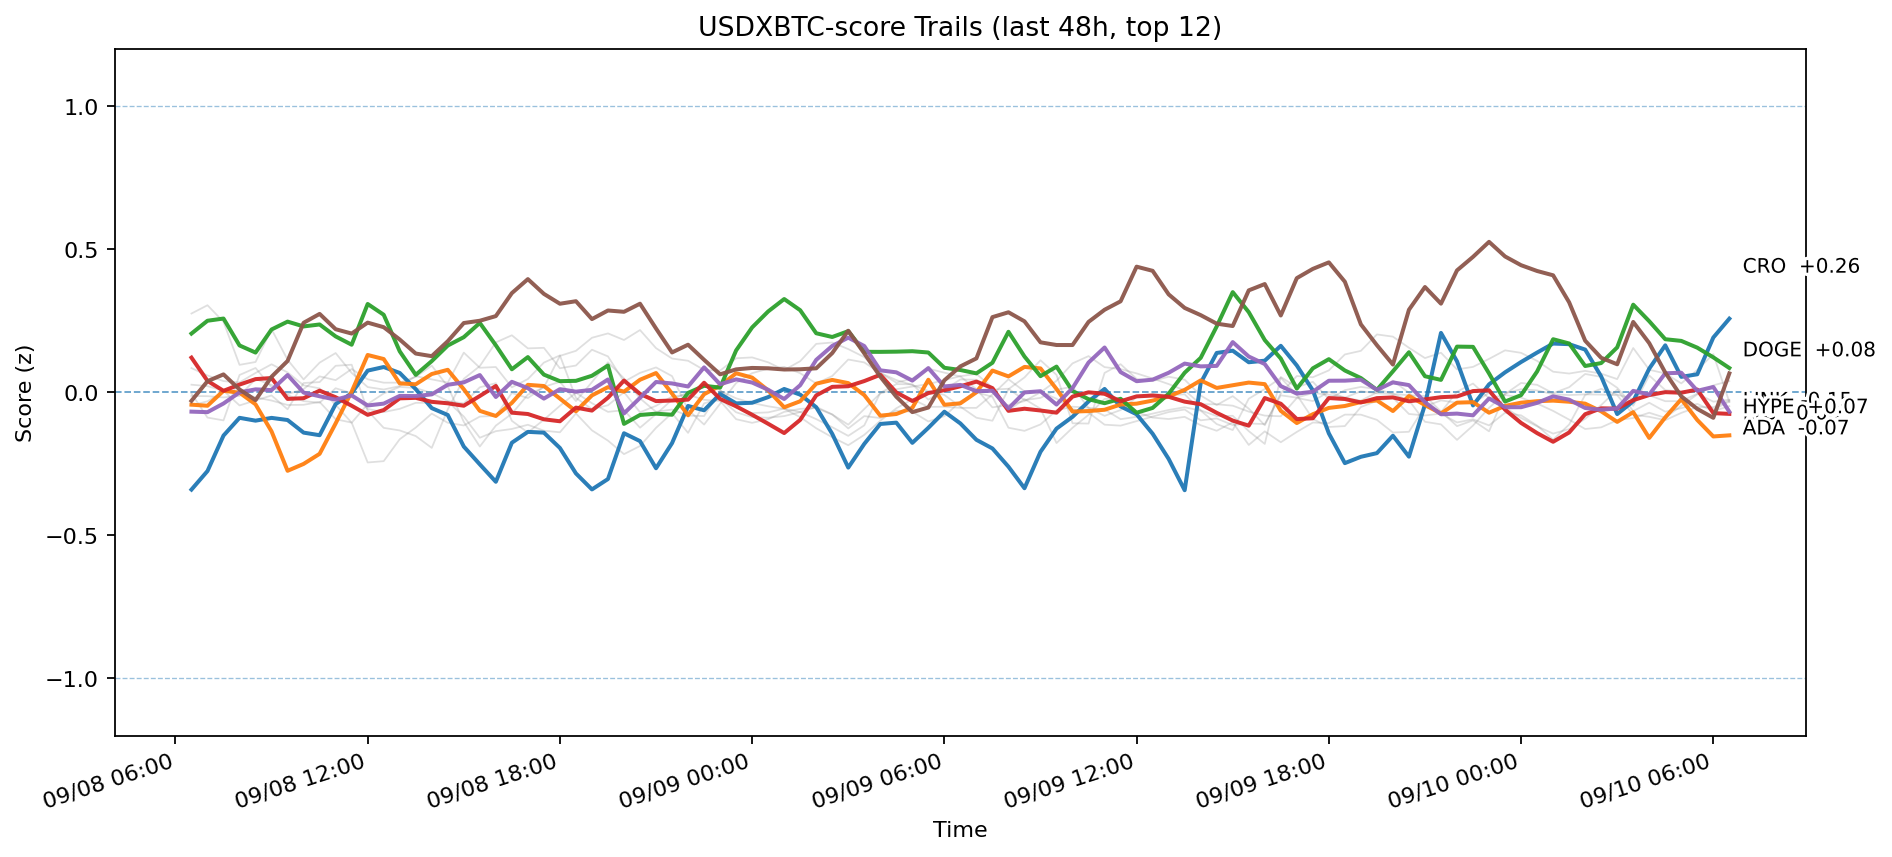 USDXBTC-score Trails (last 48h, top 12)
Score (z)
1.0
0.5
0.0
−0.5
−1.0
CRO +0.26
DOGE +0.08
HYPE +0.07
ADA -0.07
09/08 06:00
09/08 12:00
09/08 18:00
09/09 00:00
09/09 06:00
09/09 12:00
09/09 18:00
09/10 00:00
09/10 06:00
Time